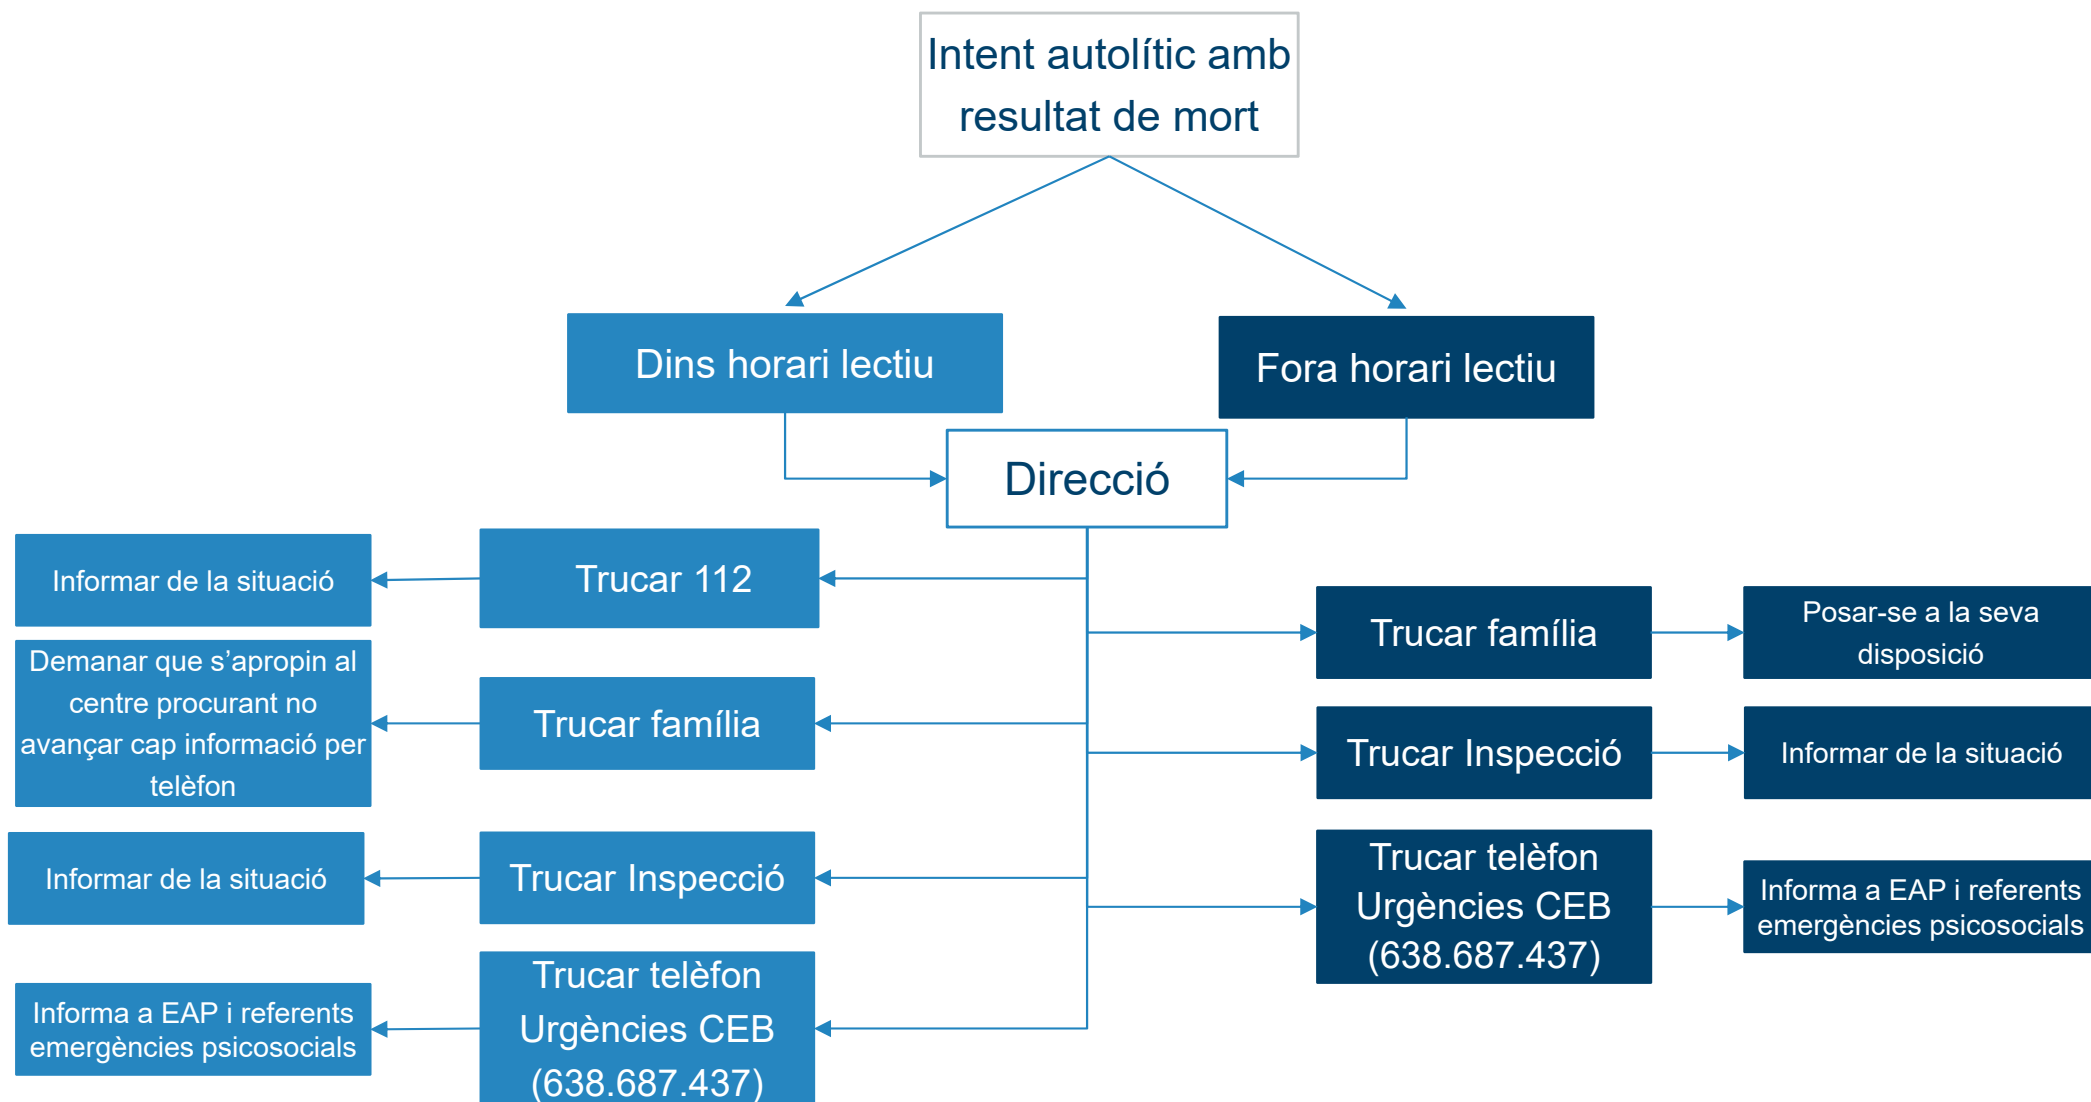 Intent autolític amb
resultat de mort
Dins horari lectiu
Fora horari lectiu
Direcció
Informar de la situació
Trucar 112
Demanar que s’apropin al
centre procurant no
avançar cap informació per
telèfon
Trucar família
Informar de la situació
Trucar Inspecció
Informa a EAP i referents
emergències psicosocials
Trucar telèfon
Urgències CEB
(638.687.437)
Trucar família
Posar-se a la seva
disposició
Trucar Inspecció
Informar de la situació
Trucar telèfon
Urgències CEB
(638.687.437)
Informa a EAP i referents
emergències psicosocials